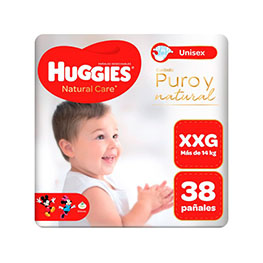 HUGGIES
Natural Care
Unisex
Puro y
natural
XXG
Más de 14 kg
38
pañales